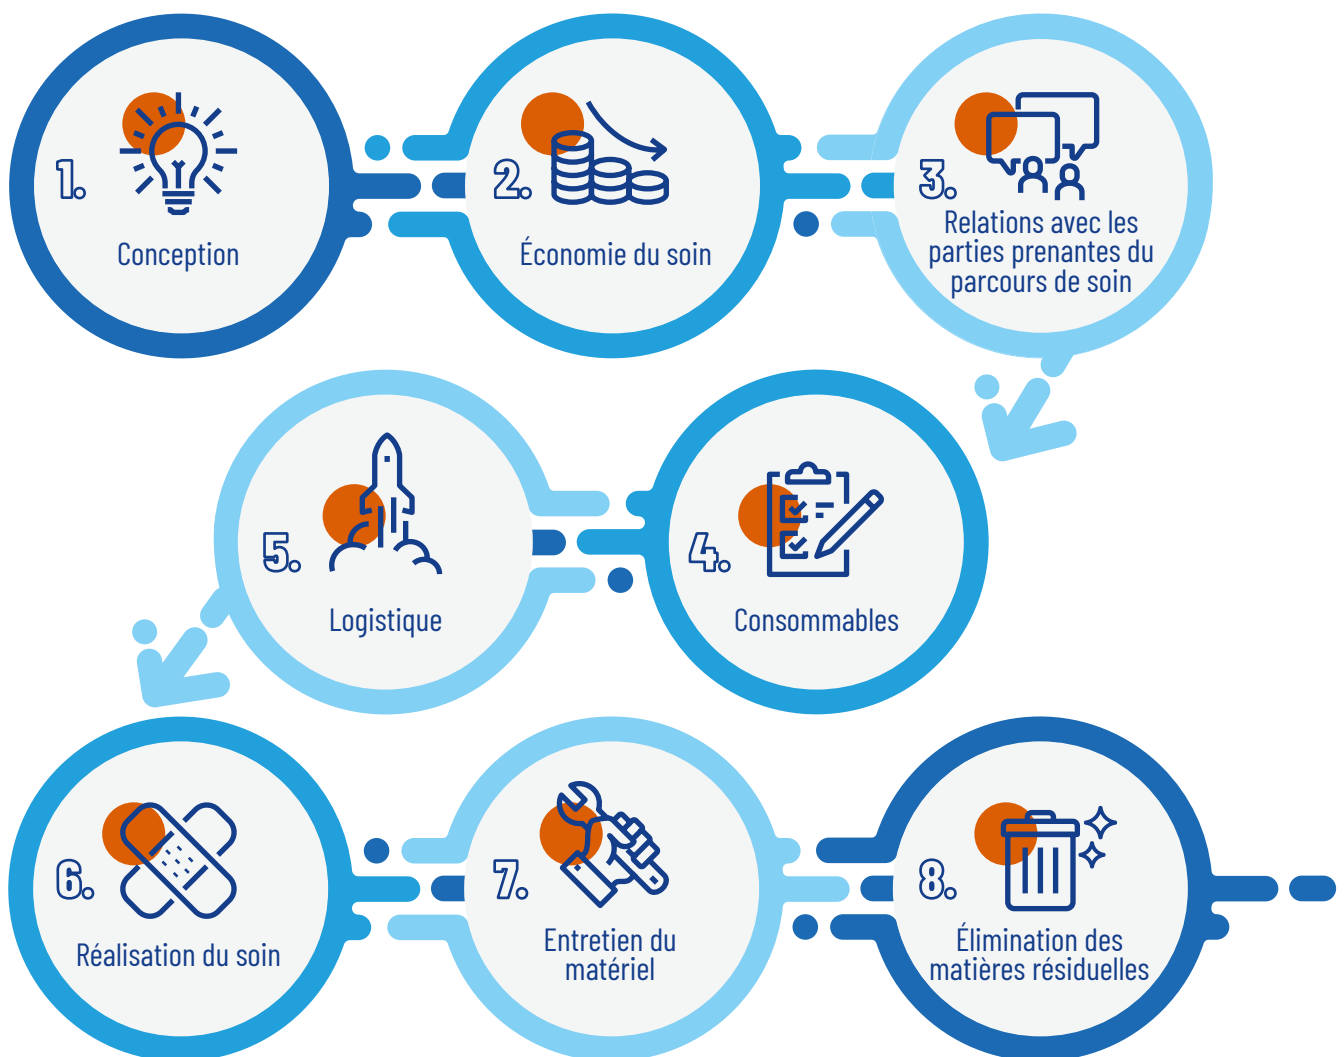 1.
Conception
2.
Économie du soin
3.
Relations avec les
parties prenantes du
parcours de soin
4.
Consommables
5.
Logistique
6.
Réalisation du soin
7.
Entretien du
matériel
8.
Élimination des
matières résiduelles